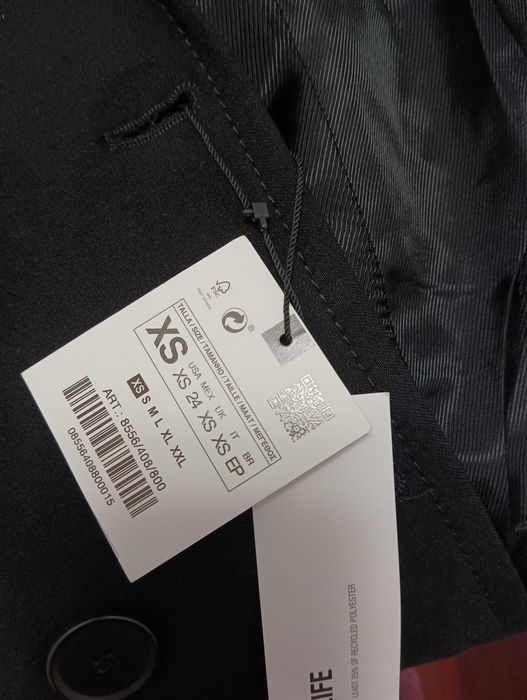 FSC
TALLA/SIZE/TAMANHO/TAILLE/MAAT/ΜΕΓΕΘΟΣ
XS
USA MEX UK IT BR
XS 24 XS XS EP
XS S M L XL XXL
ART.: 8556/408/800
08556408800015
LIFE
LEAST 25% OF RECYCLED POLYESTER